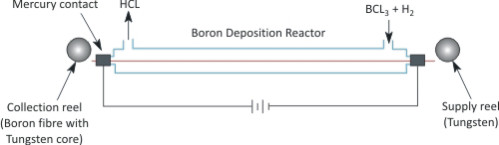 Mercury contact
HCL
BCL3 + H2
Boron Deposition Reactor
Collection reel
(Boron fibre with
Tungsten core)
Supply reel
(Tungsten)